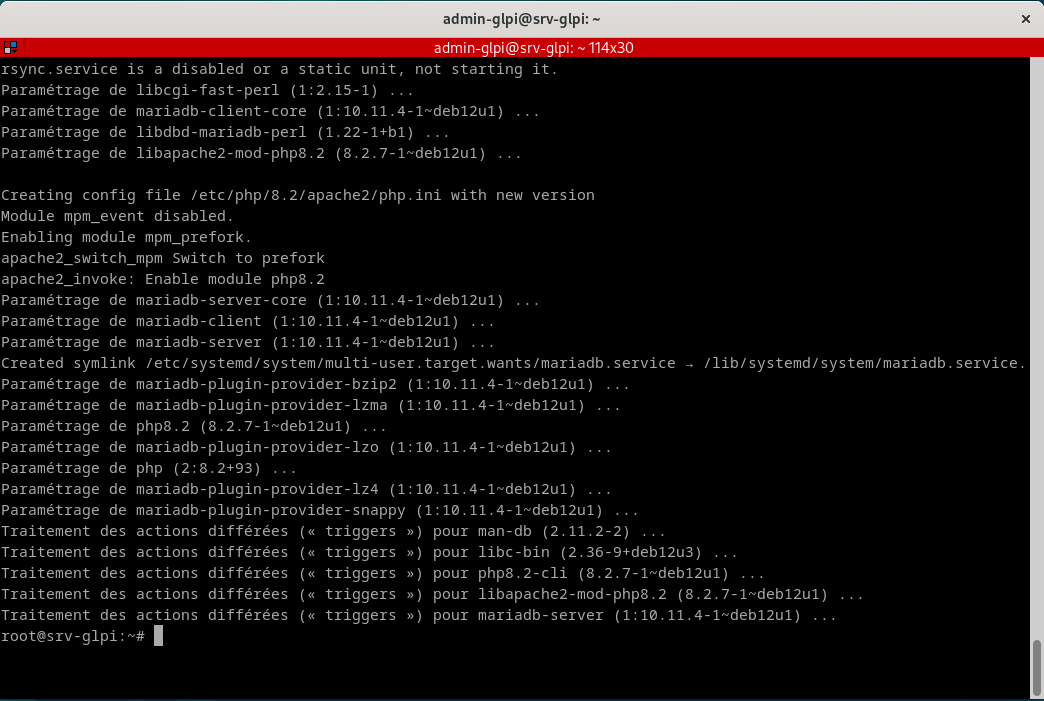 admin-glpi@srv-glpi: ~
admin-glpi@srv-glpi: ~ 114x30
rsync.service is a disabled or a static unit, not starting it.
Paramétrage de libcgi-fast-perl (1:2.15-1) ...
Paramétrage de mariadb-client-core (1:10.11.4-1~deb12u1) ...
Paramétrage de libdbd-mariadb-perl (1.22-1+b1) ...
Paramétrage de libapache2-mod-php8.2 (8.2.7-1~deb12u1) ...
Creating config file /etc/php/8.2/apache2/php.ini with new version
Module mpm_event disabled.
Enabling module mpm_prefork.
apache2_switch_mpm Switch to prefork
apache2_invoke: Enable module php8.2
Paramétrage de mariadb-server-core (1:10.11.4-1~deb12u1) ...
Paramétrage de mariadb-client (1:10.11.4-1~deb12u1) ...
Paramétrage de mariadb-server (1:10.11.4-1~deb12u1) ...
Created symlink /etc/systemd/system/multi-user.target.wants/mariadb.service → /lib/systemd/system/mariadb.service.
Paramétrage de mariadb-plugin-provider-bzip2 (1:10.11.4-1~deb12u1) ...
Paramétrage de mariadb-plugin-provider-lzma (1:10.11.4-1~deb12u1) ...
Paramétrage de php8.2 (8.2.7-1~deb12u1) ...
Paramétrage de mariadb-plugin-provider-lzo (1:10.11.4-1~deb12u1) ...
Paramétrage de php (2:8.2+93) ...
Paramétrage de mariadb-plugin-provider-lz4 (1:10.11.4-1~deb12u1) ...
Paramétrage de mariadb-plugin-provider-snappy (1:10.11.4-1~deb12u1) ...
Traitement des actions différées (« triggers ») pour man-db (2.11.2-2) ...
Traitement des actions différées (« triggers ») pour libc-bin (2.36-9+deb12u3) ...
Traitement des actions différées (« triggers ») pour php8.2-cli (8.2.7-1~deb12u1) ...
Traitement des actions différées (« triggers ») pour libapache2-mod-php8.2 (8.2.7-1~deb12u1) ...
Traitement des actions différées (« triggers ») pour mariadb-server (1:10.11.4-1~deb12u1) ...
root@srv-glpi:~#